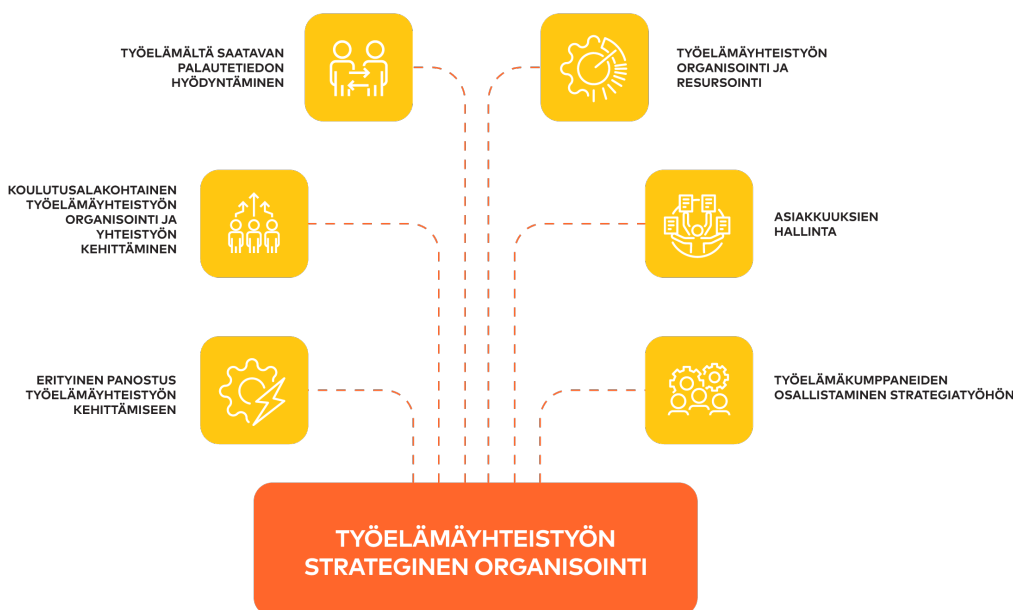 TYÖELÄMÄLTÄ SAATAVAN
PALAUTETIEDON
HYÖDYNTÄMINEN
TYÖELÄMÄYHTEISTYÖN
ORGANISOINTI JA
RESURSOINTI
KOULUTUSALAKOHTAINEN
TYÖELÄMÄYHTEISTYÖN
ORGANISOINTI JA
YHTEISTYÖN
KEHITTÄMINEN
ASIAKKUUKSIEN
HALLINTA
ERITYINEN PANOSTUS
TYÖELÄMÄYHTEISTYÖN
KEHITTÄMISEEN
TYÖELÄMÄKUMPPANEIDEN
OSALLISTAMINEN STRATEGIATYÖHÖN
TYÖELÄMÄYHTEISTYÖN
STRATEGINEN ORGANISOINTI